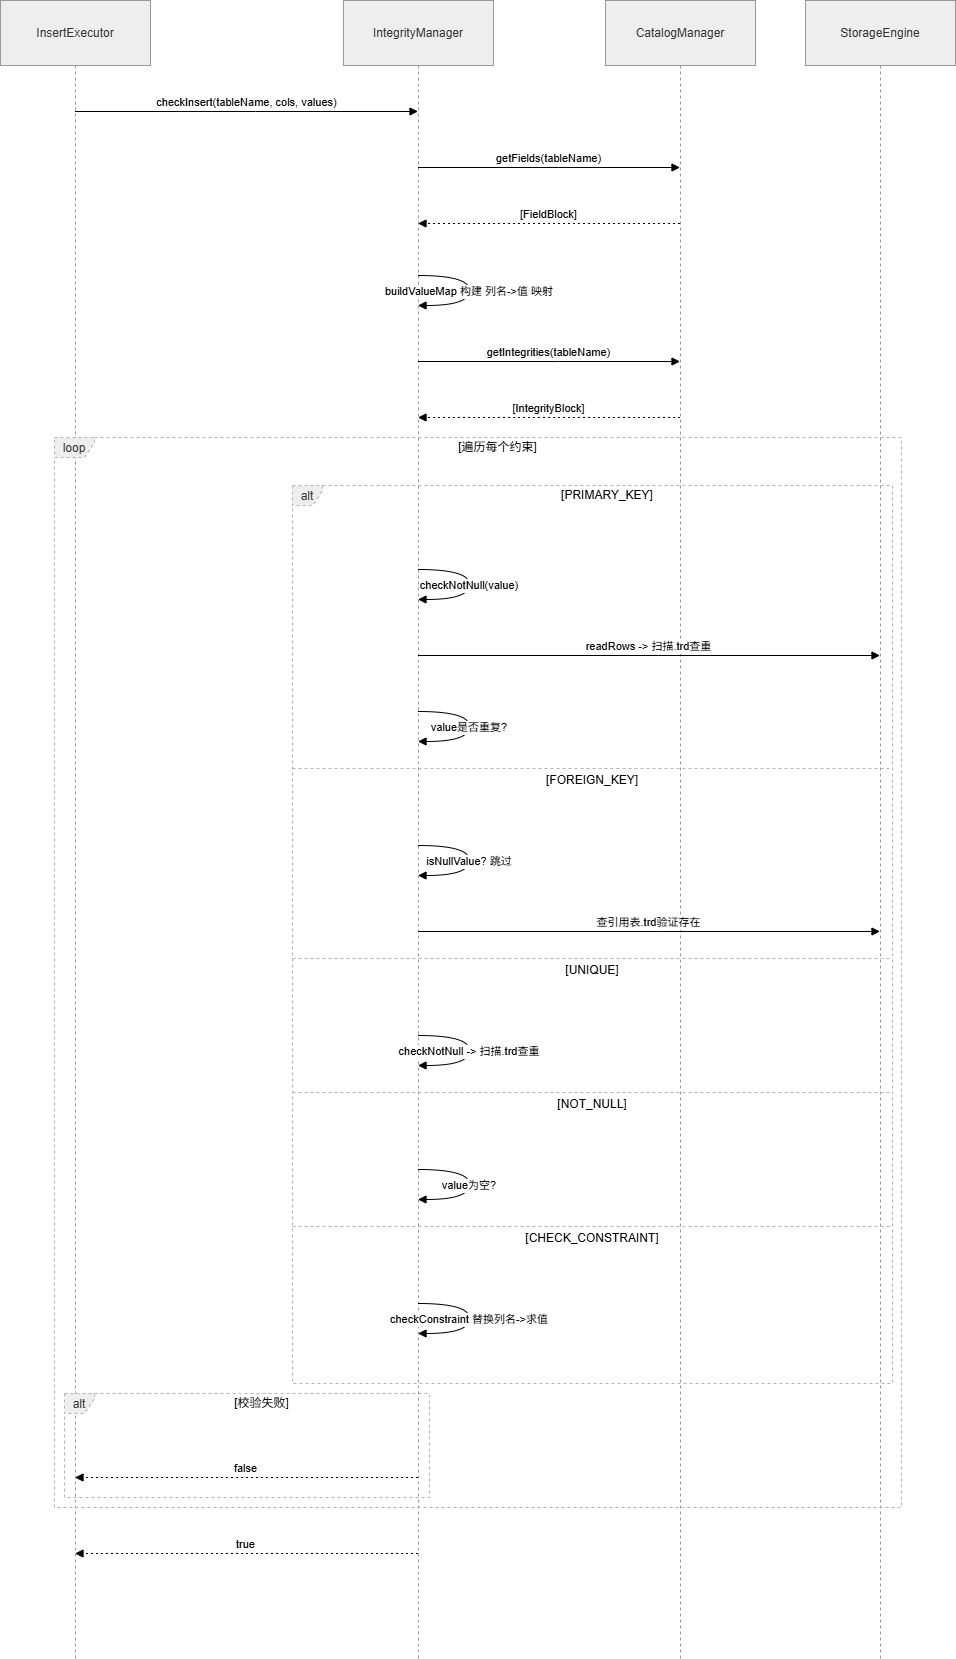 InsertExecutor
IntegrityManager
CatalogManager
StorageEngine
checkInsert(tableName, cols, values)
getFields(tableName)
[FieldBlock]
buildValueMap 构建 列名->值 映射
getIntegrities(tableName)
[IntegrityBlock]
loop
[遍历每个约束]
alt
[PRIMARY_KEY]
checkNotNull(value)
readRows -> 扫描.trd查重
value是否重复?
[FOREIGN_KEY]
isNullValue? 跳过
查引用表.trd验证存在
[UNIQUE]
checkNotNull -> 扫描.trd查重
[NOT_NULL]
value为空?
[CHECK_CONSTRAINT]
checkConstraint 替换列名->求值
alt
[校验失败]
false
true